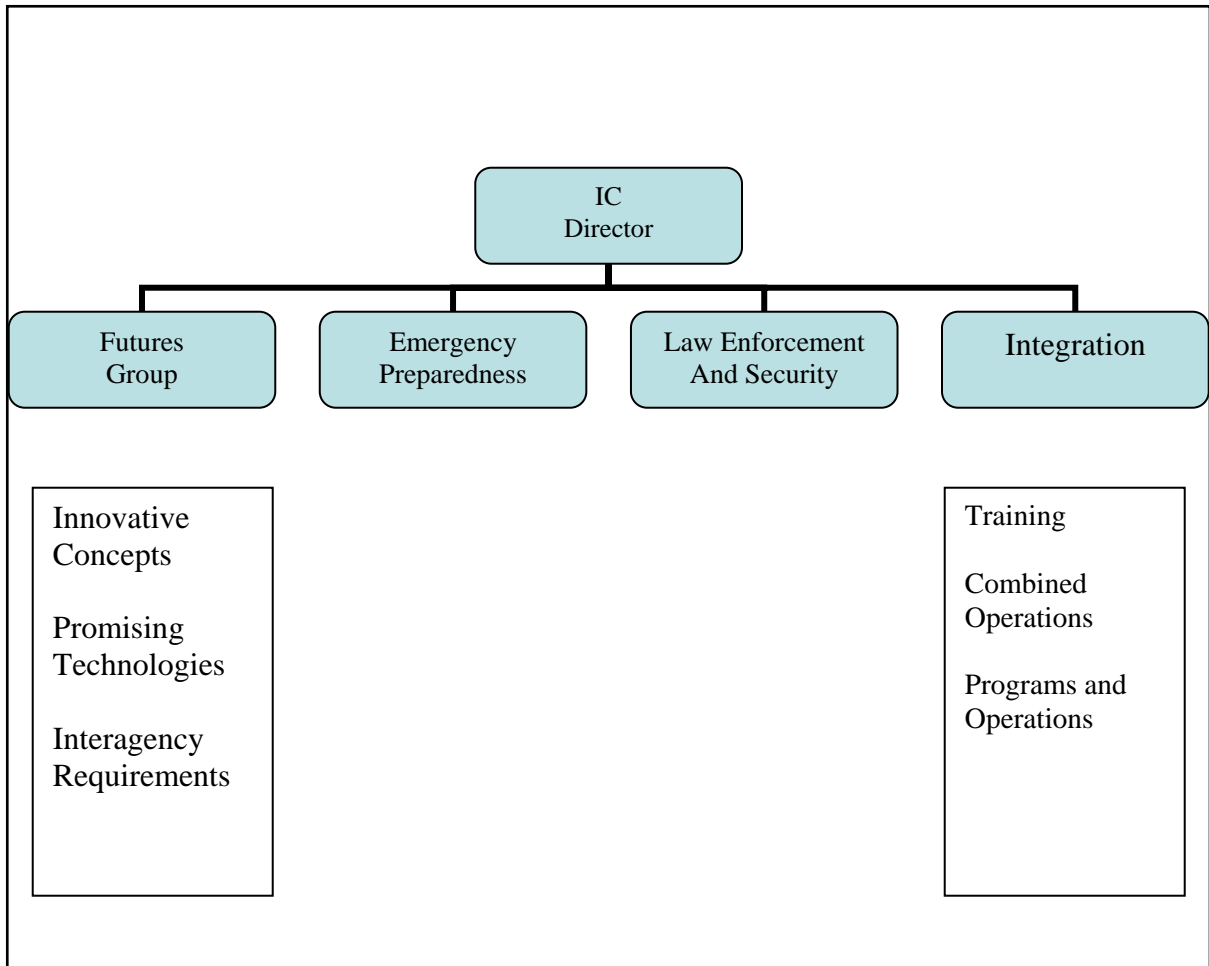 IC
Director
Futures
Group
Emergency
Preparedness
Law Enforcement
And Security
Integration
Innovative
Concepts
Promising
Technologies
Interagency
Requirements
Training
Combined
Operations
Programs and
Operations